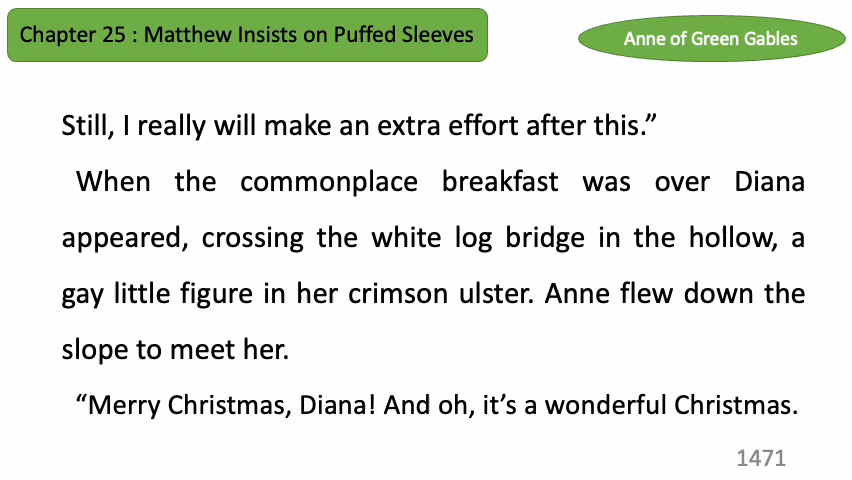 Chapter 25 : Matthew Insists on Puffed Sleeves
Anne of Green Gables
Still, I really will make an extra effort after this.”
When the commonplace breakfast was over Diana
appeared, crossing the white log bridge in the hollow, a
gay little figure in her crimson ulster. Anne flew down the
slope to meet her.
“Merry Christmas, Diana! And oh, it’s a wonderful Christmas.
1471